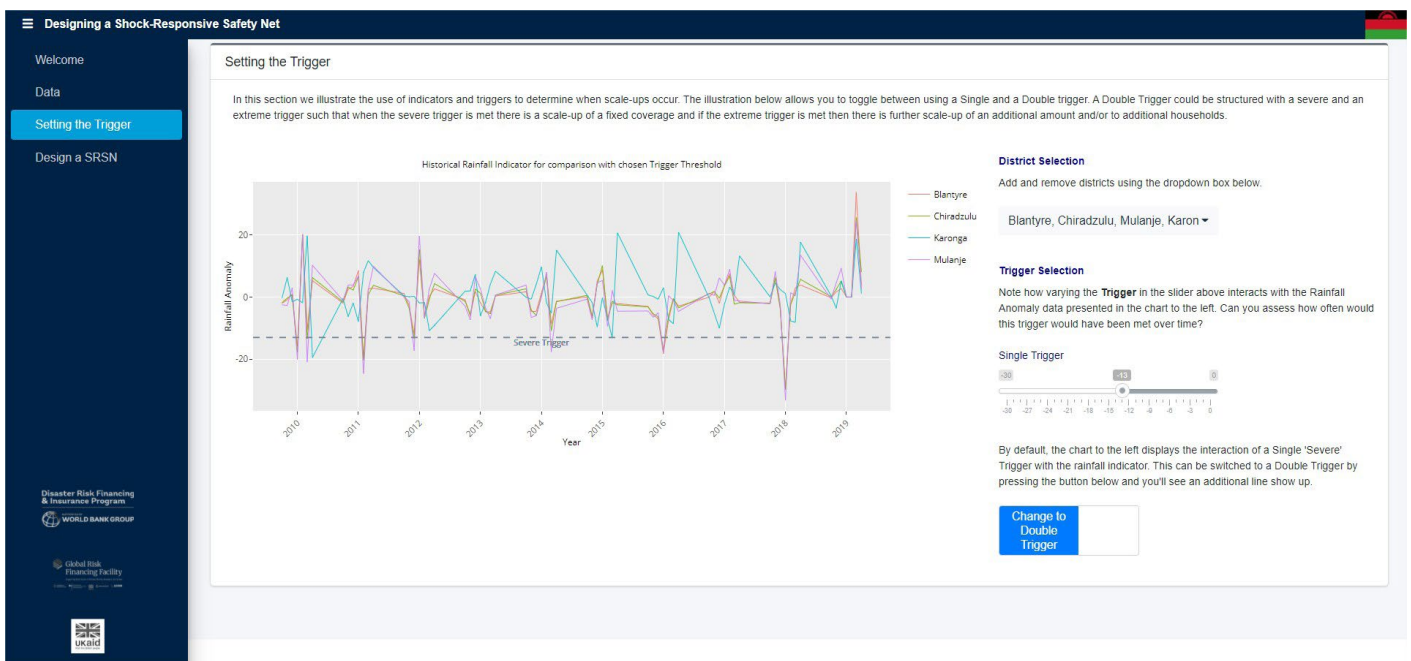 Designing a Shock-Responsive Safety Net
Welcome
Data
Setting the Trigger
Design a SRSN
Disaster Risk Financing
& Insurance Program
WORLD BANK GROUP
Global Risk
Financing Facility
ukaid
Setting the Trigger
In this section we illustrate the use of indicators and triggers to determine when scale-ups occur. The illustration below allows you to toggle between using a Single and a Double trigger. A Double Trigger could be structured with a severe and an
extreme trigger such that when the severe trigger is met there is a scale-up of a fixed coverage and if the extreme trigger is met then there is further scale-up of an additional amount and/or to additional households.
Historical Rainfall Indicator for comparison with chosen Trigger Threshold
Rainfall Anomaly
20
0
-20
Severe Trigger
2010 2011 2012 2013 2014 2015 2016 2017 2018 2019
Year
Blantyre
Chiradzulu
Karonga
Mulanje
District Selection
Add and remove districts using the dropdown box below.
Blantyre, Chiradzulu, Mulanje, Karon
Trigger Selection
Note how varying the Trigger in the slider above interacts with the Rainfall
Anomaly data presented in the chart to the left. Can you assess how often would
this trigger would have been met over time?
Single Trigger
-30 -13 0
-30 -27 -24 -21 -18 -15 -12 -9 -6 -3 0
By default, the chart to the left displays the interaction of a Single 'Severe'
Trigger with the rainfall indicator. This can be switched to a Double Trigger by
pressing the button below and you'll see an additional line show up.
Change to
Double
Trigger